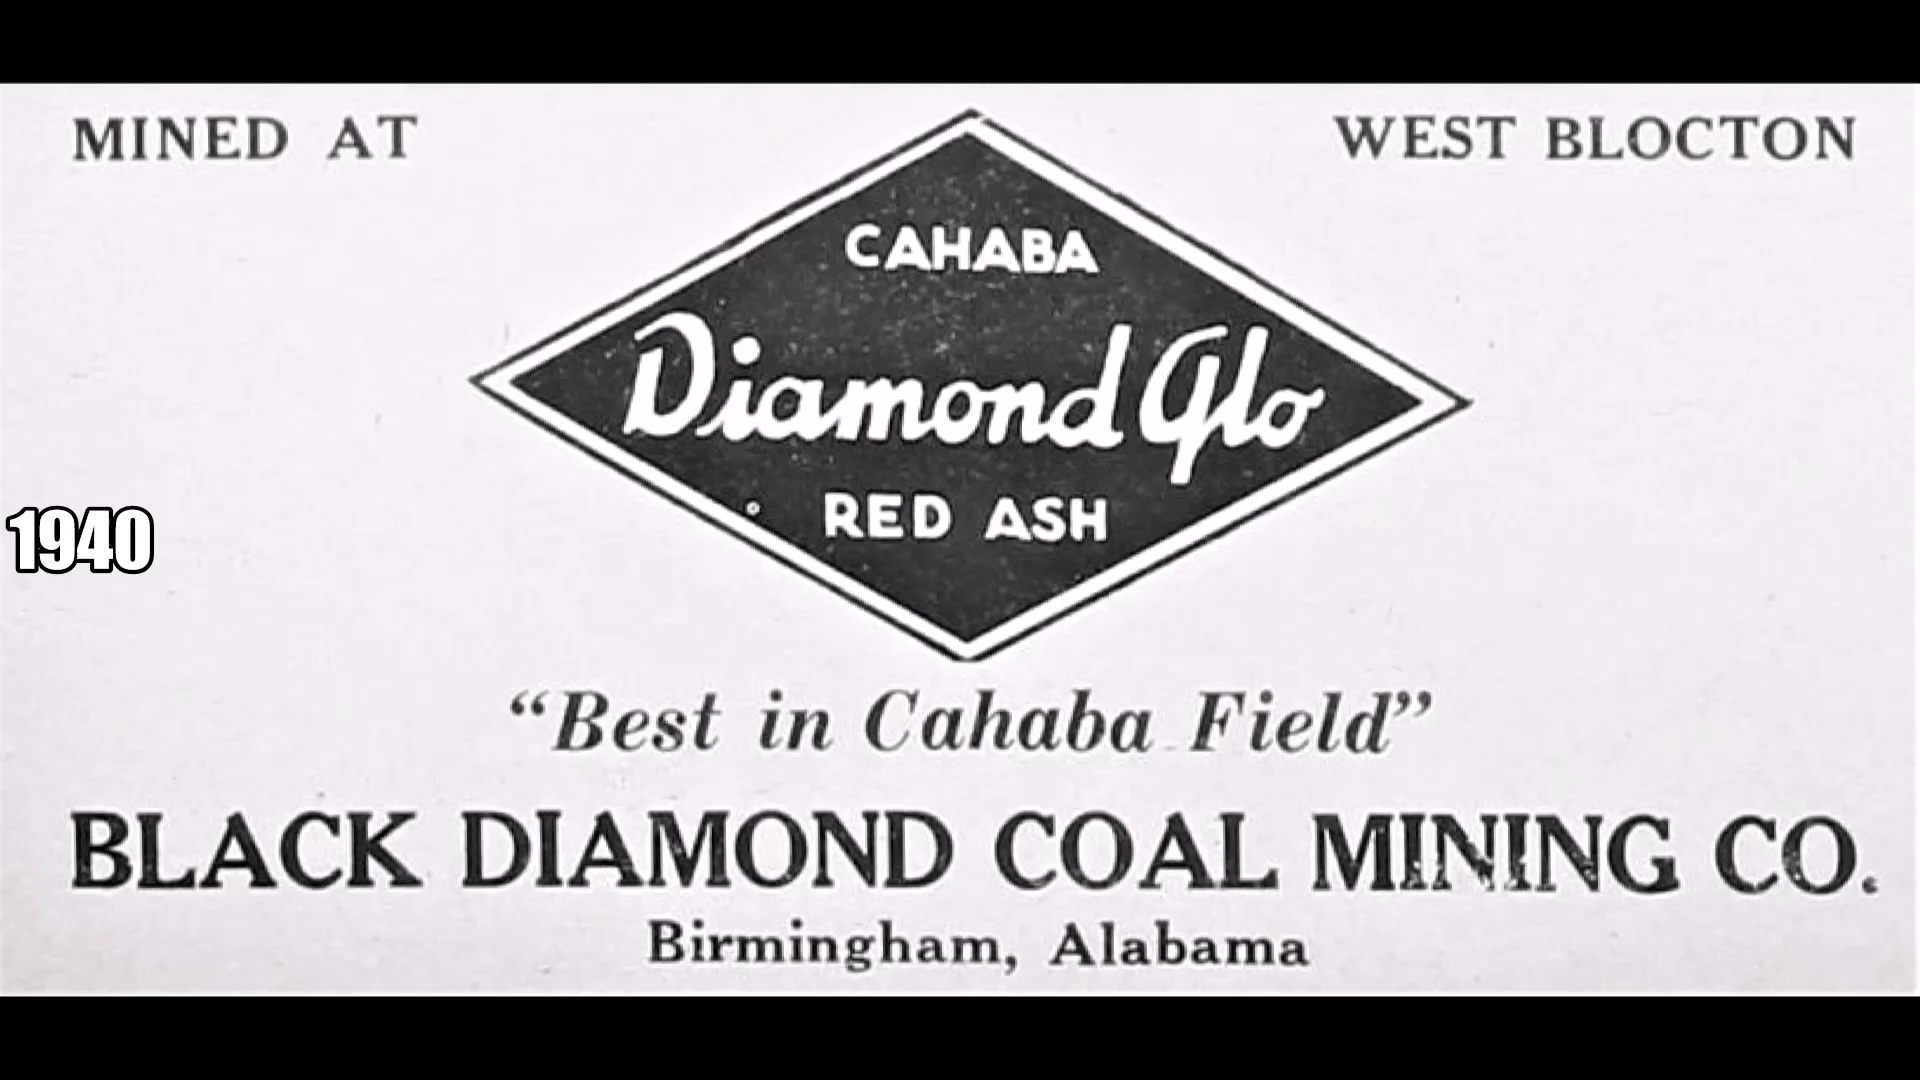 MINED AT WEST BLOCTON
CAHABA
Diamond Glo
RED ASH
1940
“Best in Cahaba Field”
BLACK DIAMOND COAL MINING CO.
Birmingham, Alabama